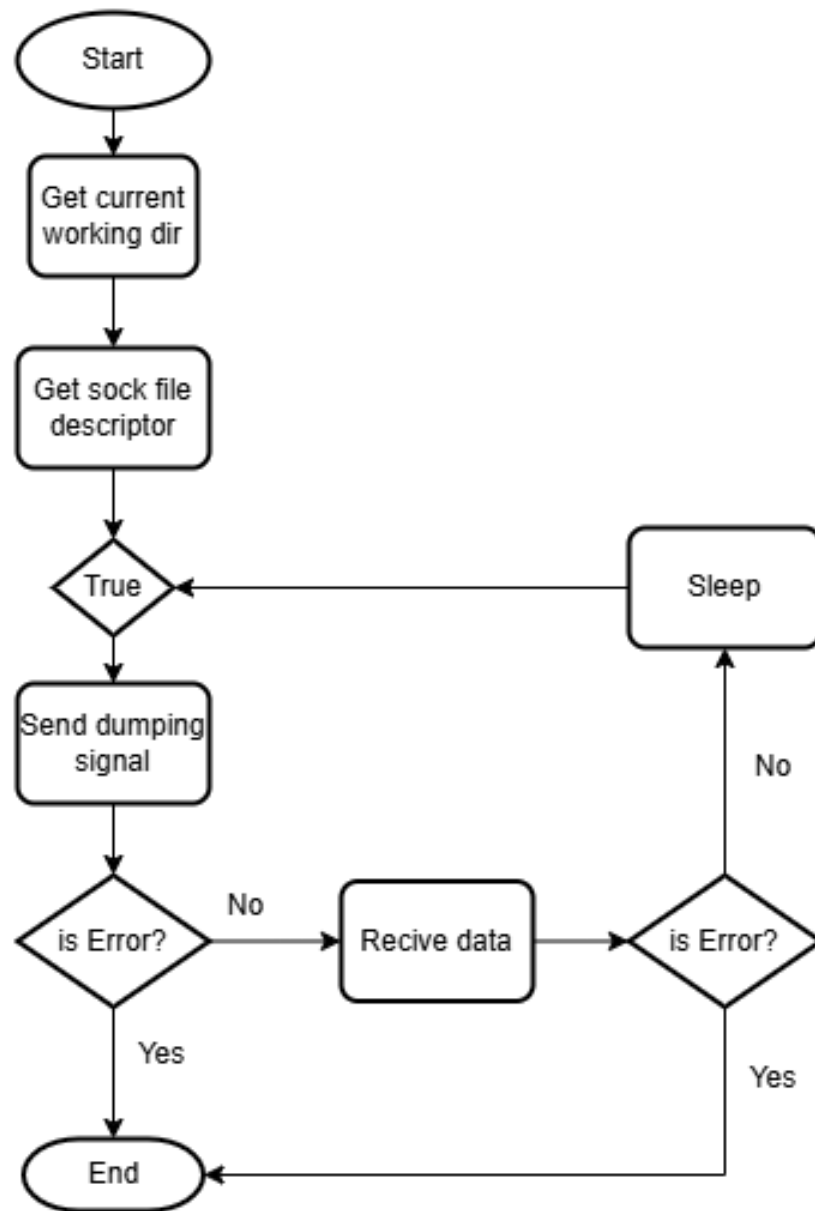 Start
Get current
working dir
Get sock file
descriptor
True
Sleep
Send dumping
signal
No
is Error?
No
Recive data
is Error?
Yes
Yes
End